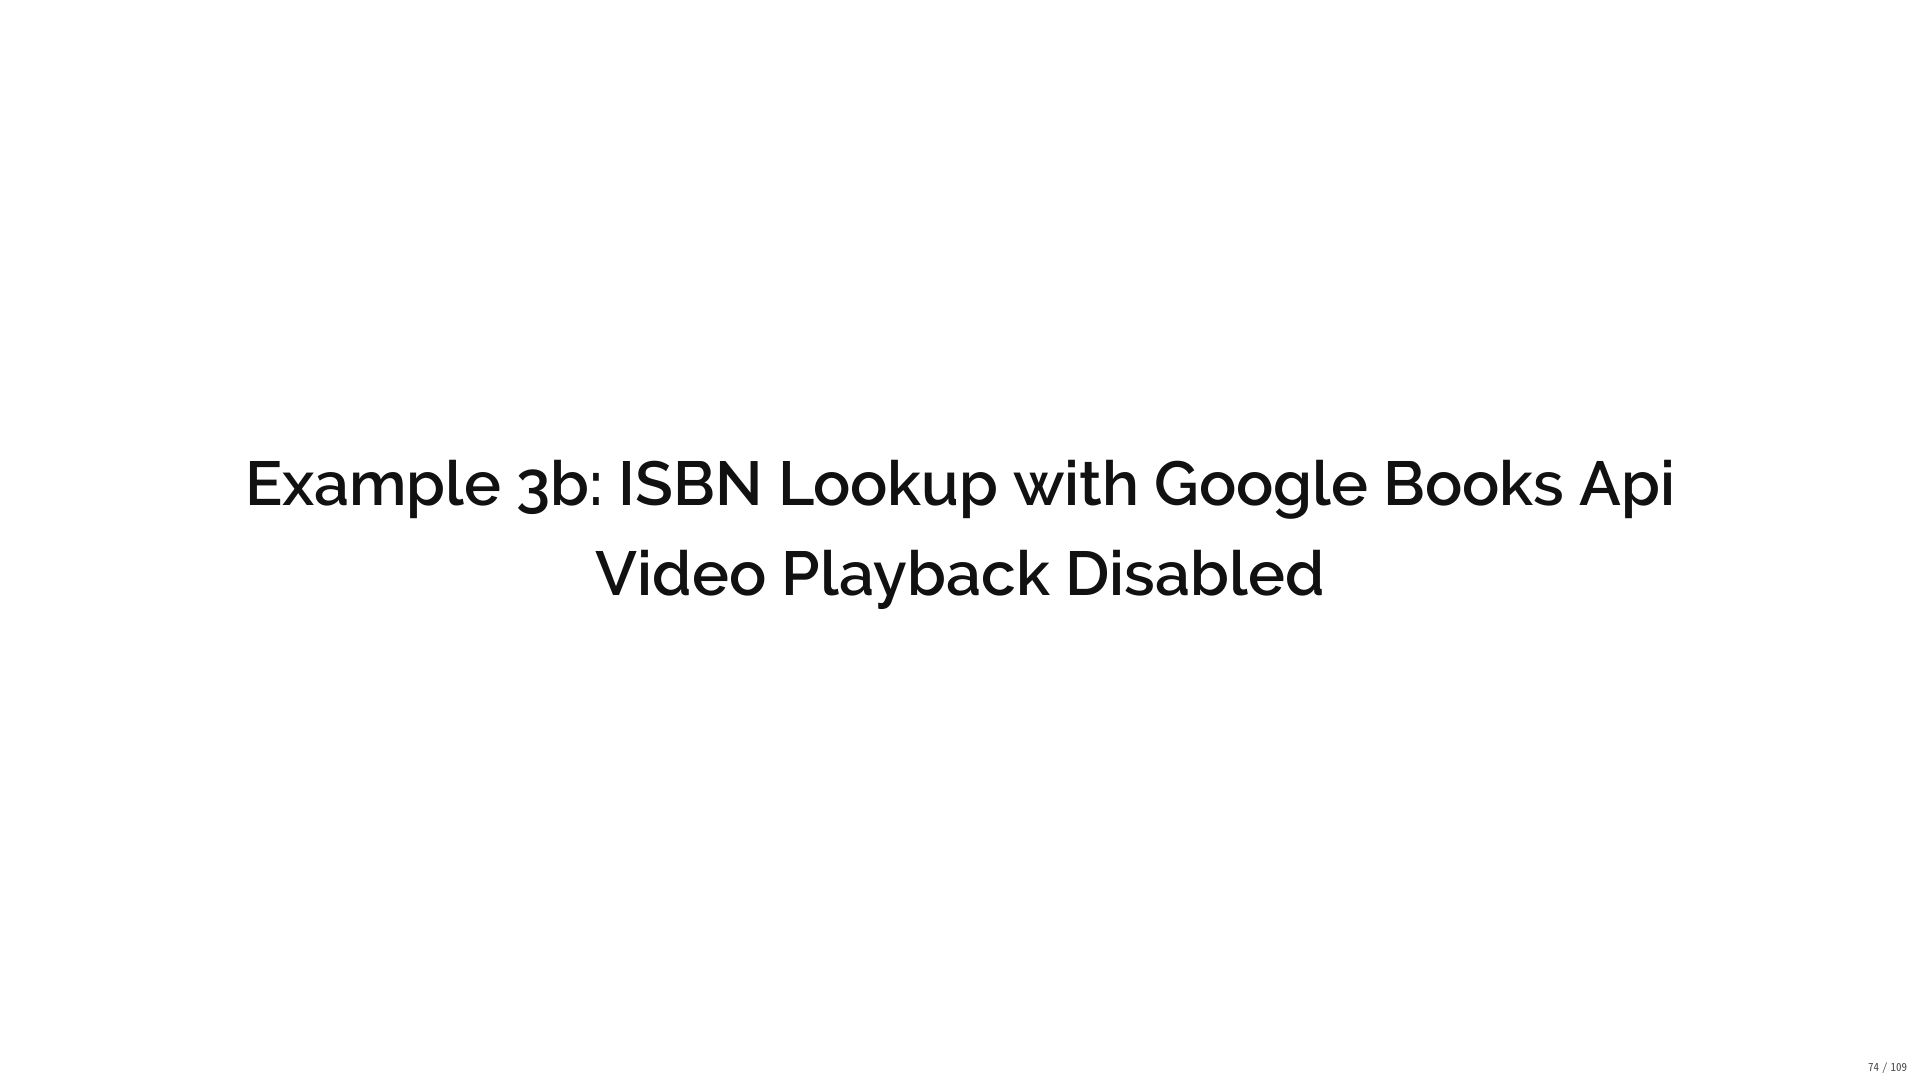 Example 3b: ISBN Lookup with Google Books Api
Video Playback Disabled
74 / 109